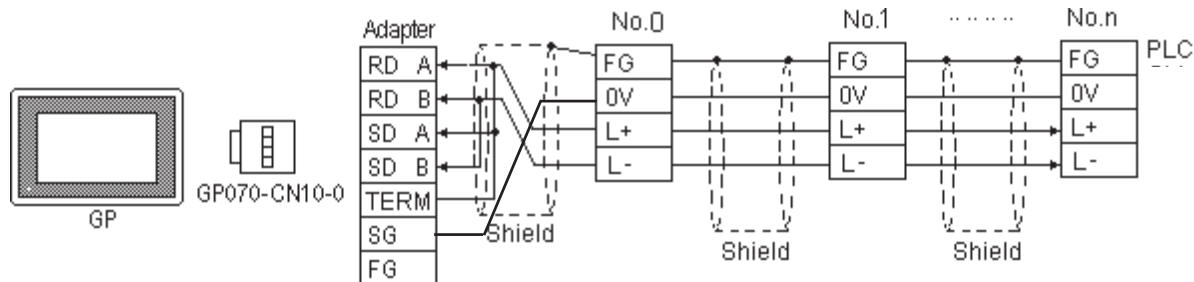 GP
GP070-CN10-0
Adapter
RD A
RD B
SD A
SD B
TERM
SG
FG
Shield
No.0
FG
0V
L+
L-
Shield
No.1
FG
0V
L+
L-
Shield
No.n
FG
0V
L+
L-
PLC